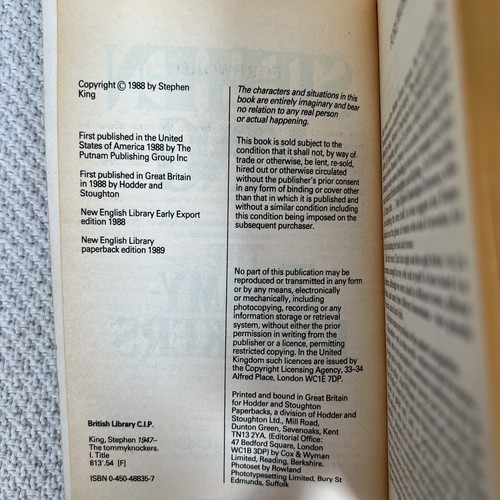 Copyright © 1988 by Stephen
King
First published in the United
States of America 1988 by The
Putnam Publishing Group Inc
First published in Great Britain
in 1988 by Hodder and
Stoughton
New English Library Early Export
edition 1988
New English Library
paperback edition 1989
British Library C.I.P.
King, Stephen 1947–
The tommyknockers.
I. Title
813'.54 [F]
ISBN 0-450-48835-7
The characters and situations in this
book are entirely imaginary and bear
no relation to any real person
or actual happening.
This book is sold subject to the
condition that it shall not, by way of
trade or otherwise, be lent, re-sold,
hired out or otherwise circulated
without the publisher's prior consent
in any form of binding or cover other
than that in which it is published and
without a similar condition including
this condition being imposed on the
subsequent purchaser.
No part of this publication may be
reproduced or transmitted in any form
or by any means, electronically
or mechanically, including
photocopying, recording or any
information storage or retrieval
system, without either the prior
permission in writing from the
publisher or a licence, permitting
restricted copying. In the United
Kingdom such licences are issued by
the Copyright Licensing Agency, 33–34
Alfred Place, London WC1E 7DP.
Printed and bound in Great Britain
for Hodder and Stoughton
Paperbacks, a division of Hodder and
Stoughton Ltd., Mill Road,
Dunton Green, Sevenoaks, Kent
TN13 2YA. (Editorial Office:
47 Bedford Square, London
WC1B 3DP) by Cox & Wyman
Limited, Reading, Berkshire.
Photoset by Rowland
Phototypesetting Limited, Bury St
Edmunds, Suffolk